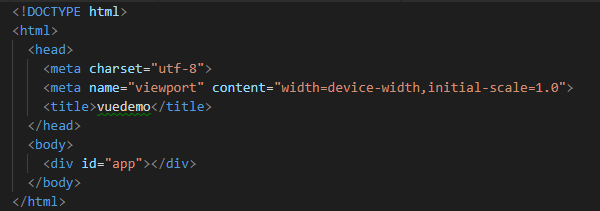 <!DOCTYPE html>
<html>
  <head>
    <meta charset="utf-8">
    <meta name="viewport" content="width=device-width,initial-scale=1.0">
    <title>vuedemo</title>
  </head>
  <body>
    <div id="app"></div>
  </body>
</html>